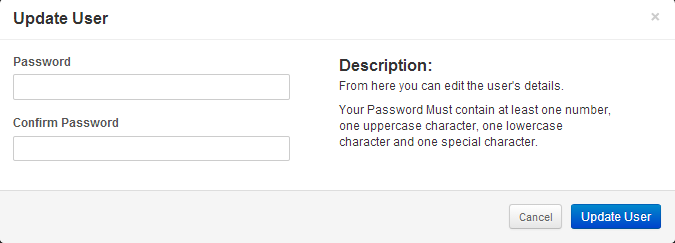 Update User
×
Password
Confirm Password
Description:
From here you can edit the user's details.
Your Password Must contain at least one number,
one uppercase character, one lowercase
character and one special character.
Cancel
Update User